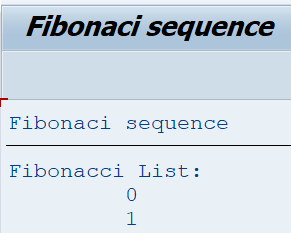 Fibonaci sequence
Fibonaci sequence
Fibonacci List:
0
1